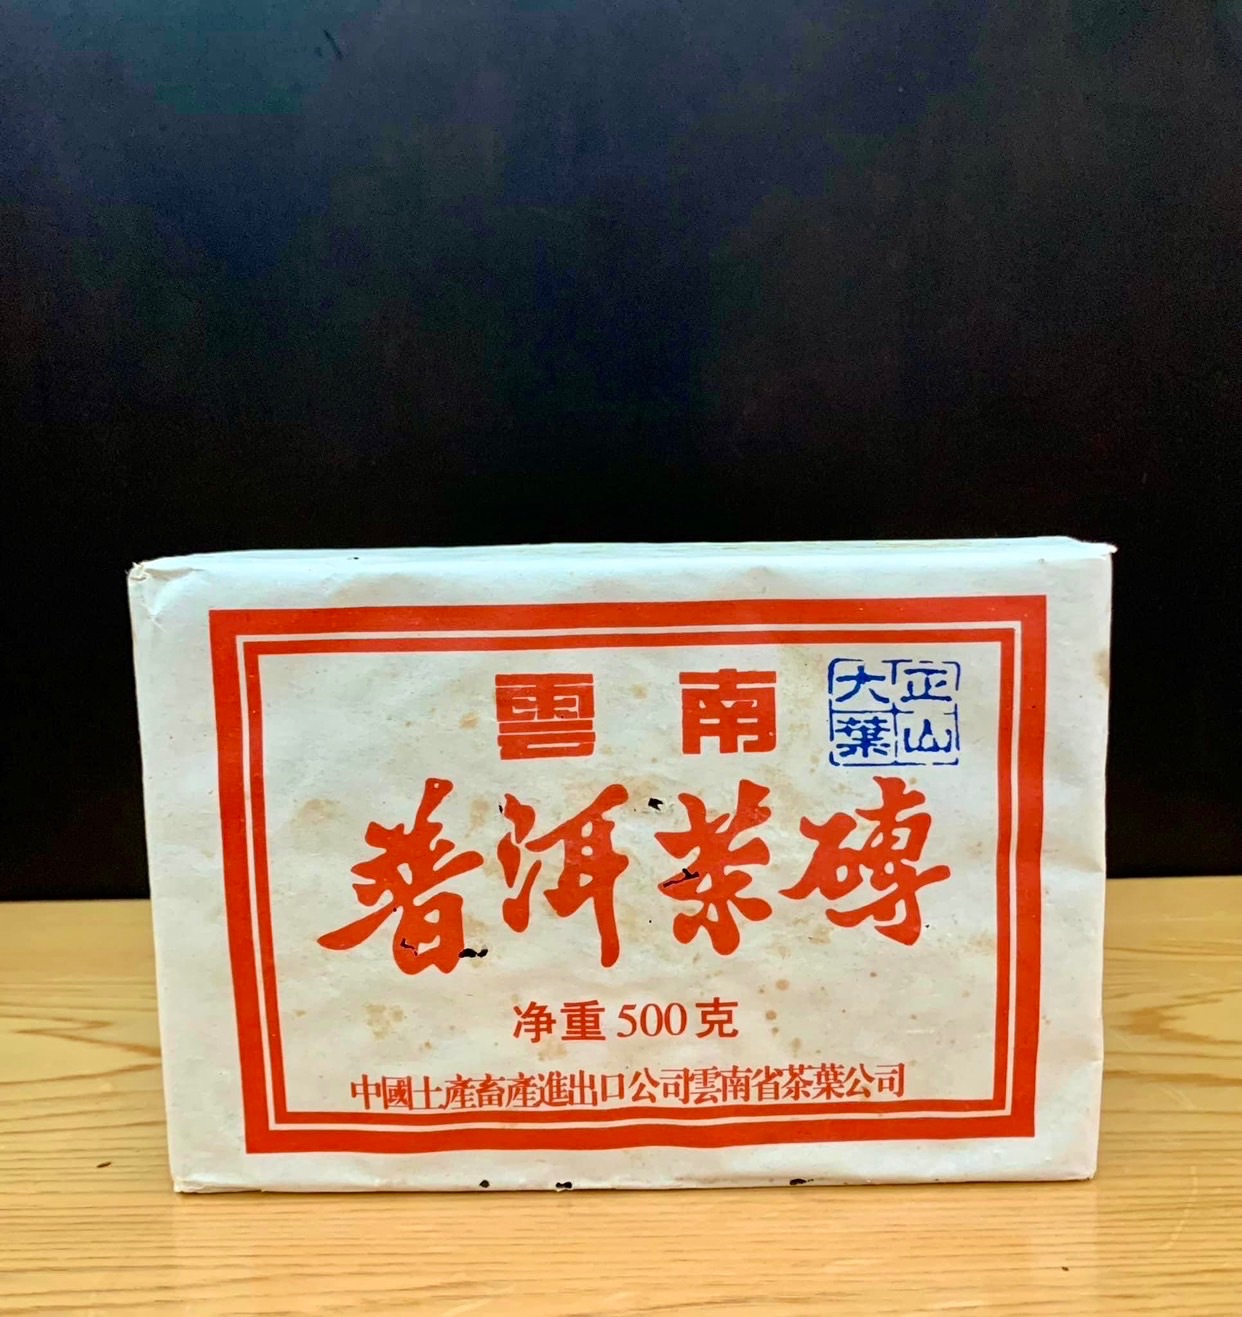 雲南
正山
大葉
普洱茶磚
净重500克
中國土產畜產進出口公司雲南省茶葉公司